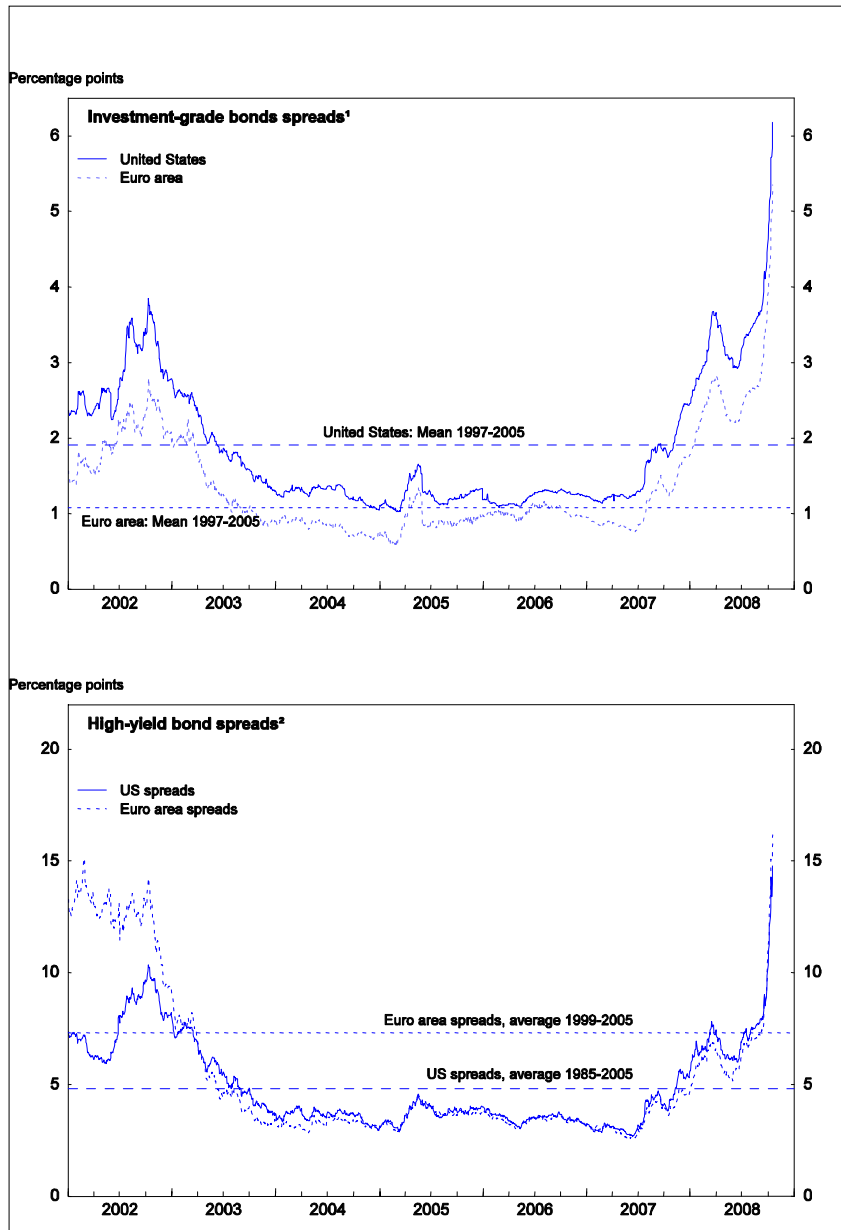 Percentage points
Investment-grade bonds spreads¹
United States
Euro area
6 6
5 5
4 4
3 3
United States: Mean 1997-2005
2 2
1 1
Euro area: Mean 1997-2005
0 0
2002 2003 2004 2005 2006 2007 2008
Percentage points
High-yield bond spreads²
20 20
US spreads
Euro area spreads
15 15
10 10
Euro area spreads, average 1999-2005
US spreads, average 1985-2005
5 5
0 0
2002 2003 2004 2005 2006 2007 2008